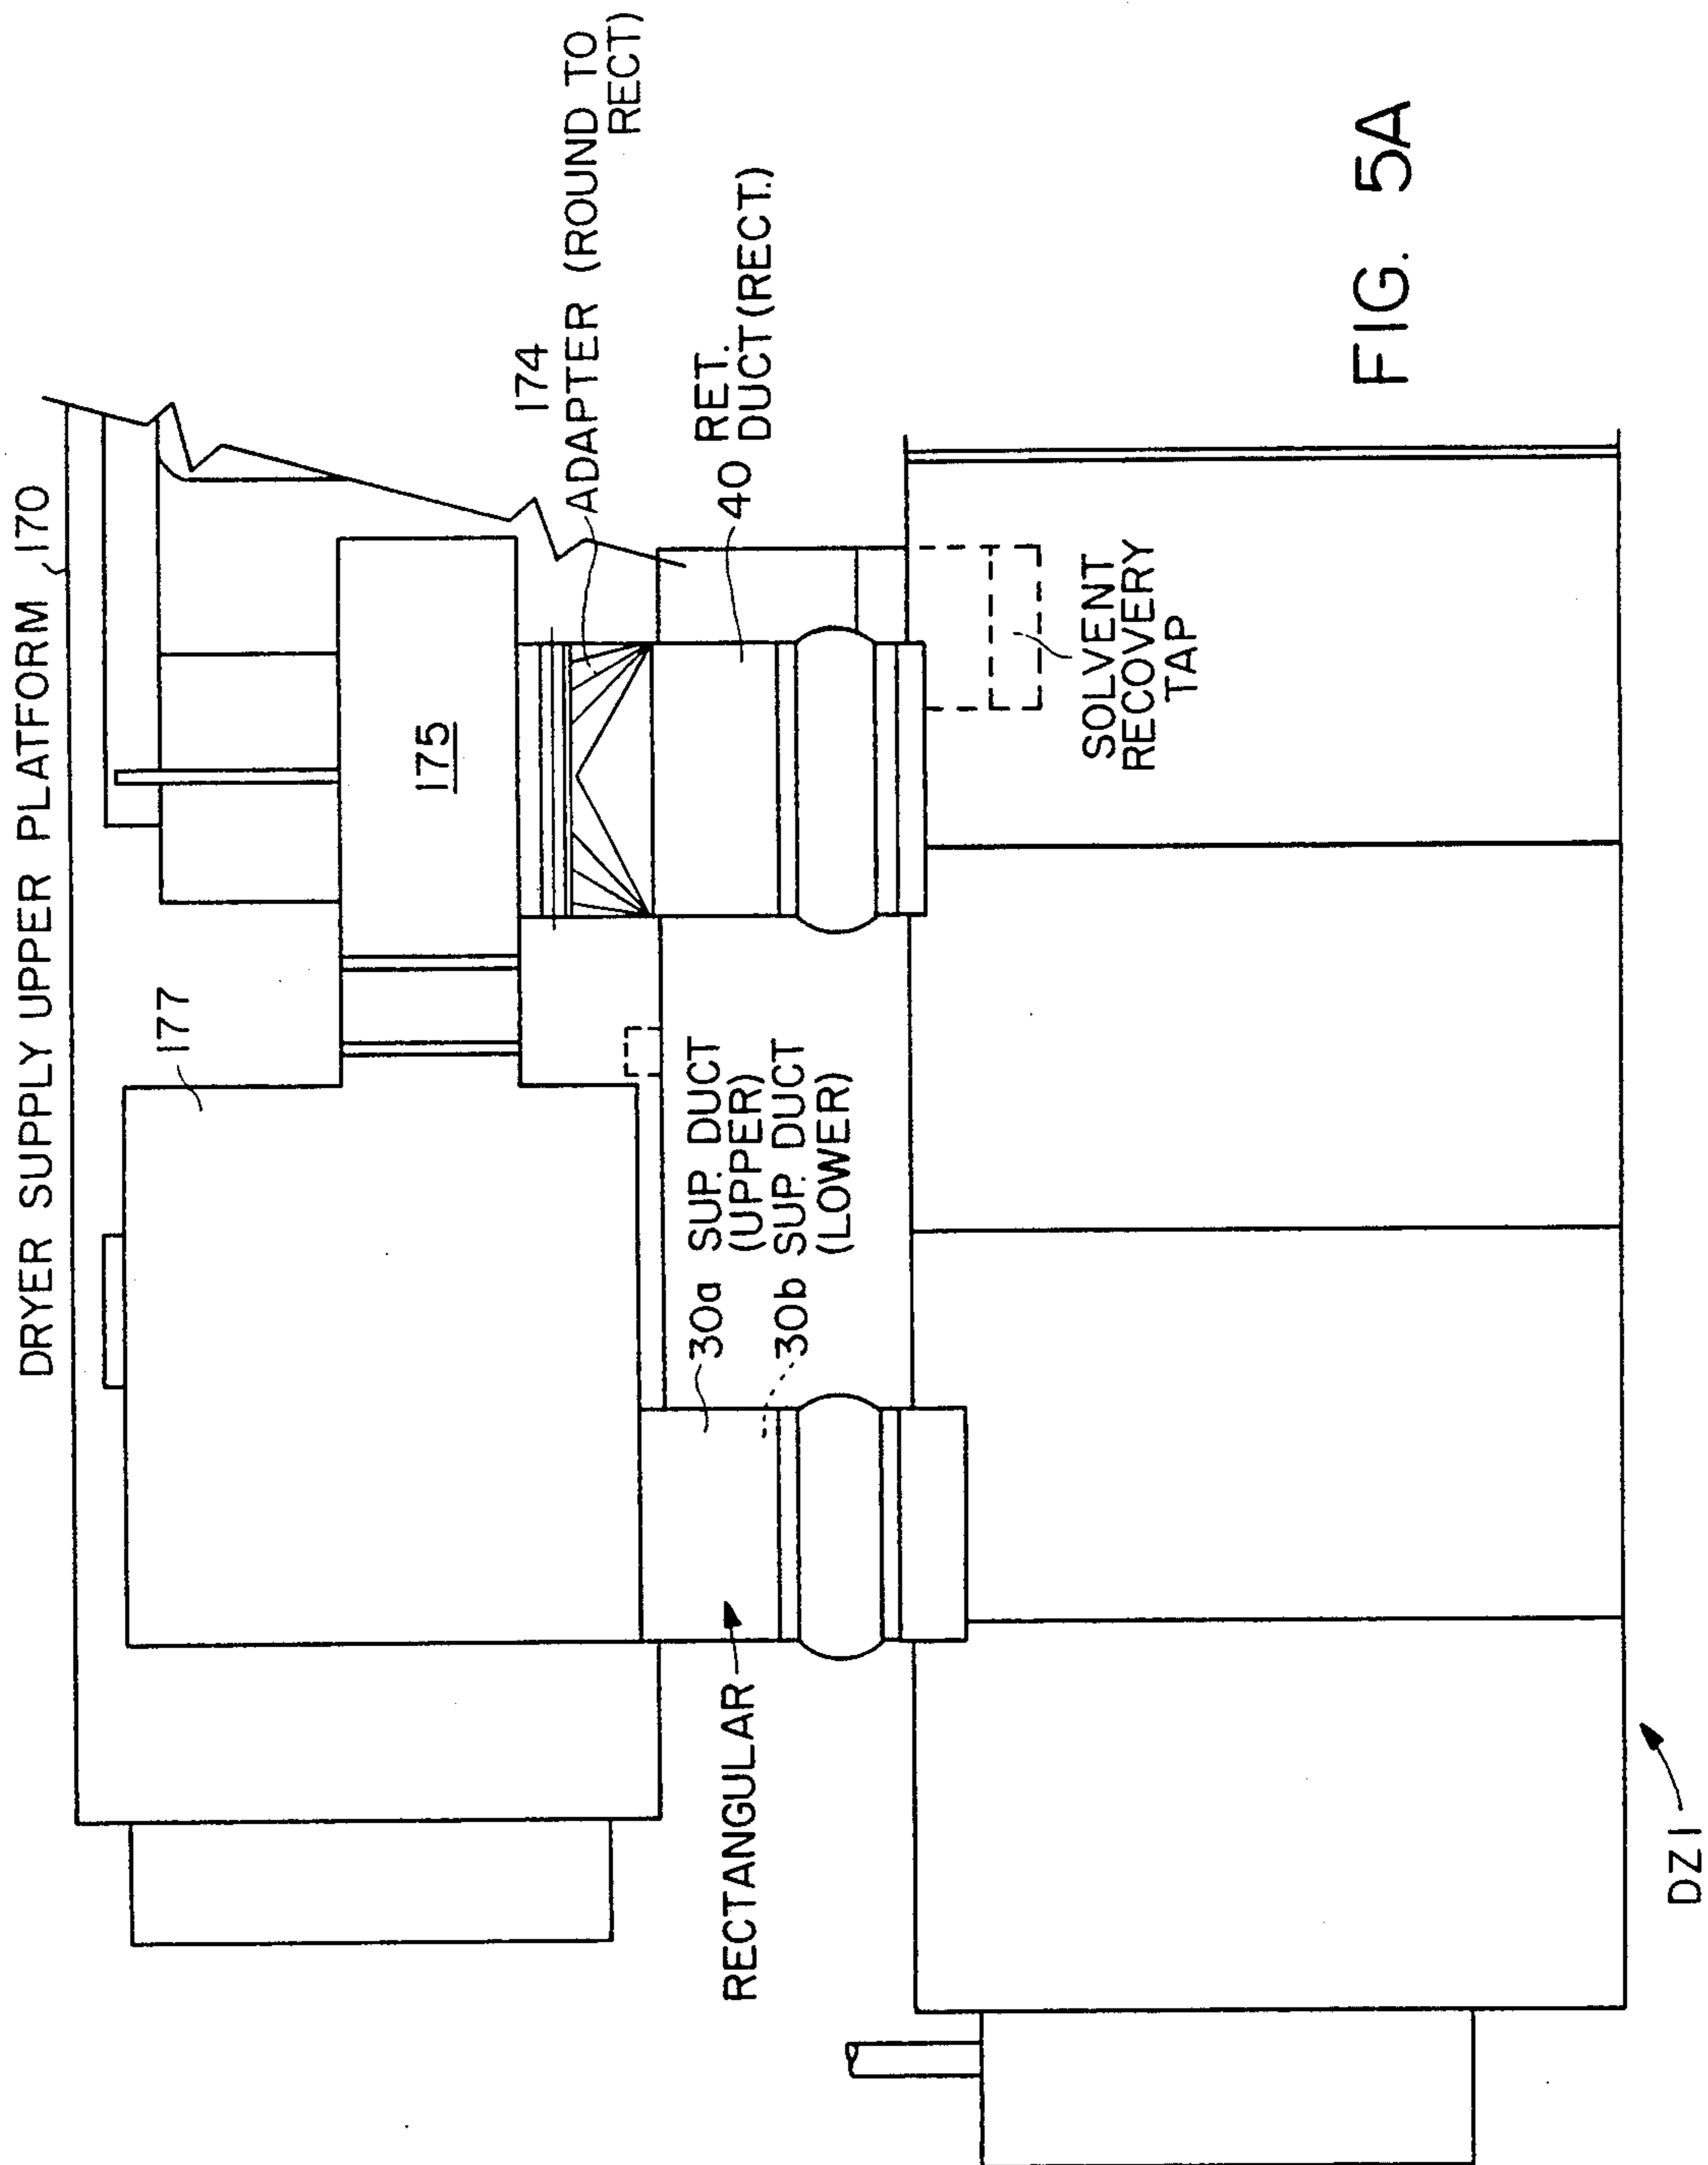 DRYER SUPPLY UPPER PLATFORM 170
177
175
174
ADAPTER (ROUND TO
RECT)
40 RET.
DUCT (RECT.)
30a SUP. DUCT
(UPPER)
30b SUP. DUCT
(LOWER)
RECTANGULAR
SOLVENT
RECOVERY
TAP
DZ1
FIG. 5A